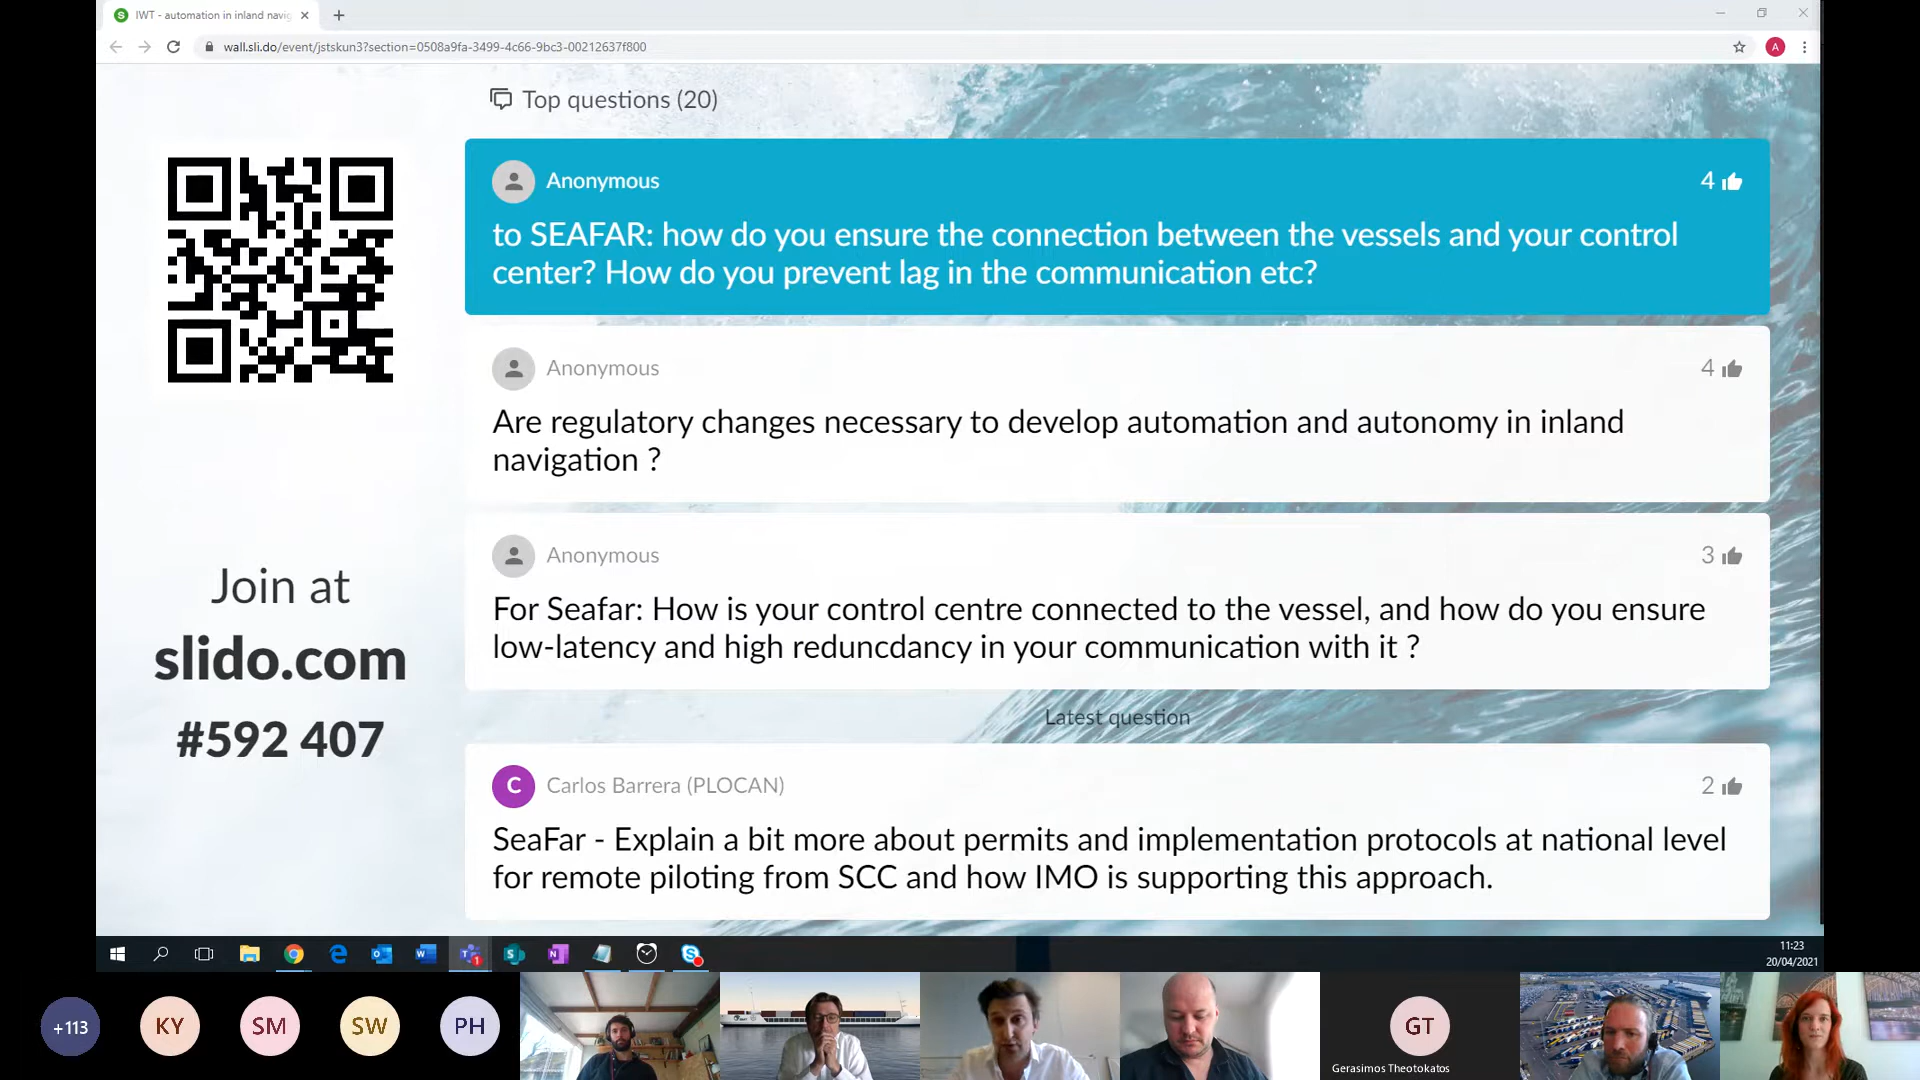 IWT - automation in inland navig
wall.sli.do/event/jstskun3?section=0508a9fa-3499-4c66-9bc3-00212637f800
A
Top questions (20)
Anonymous
4
to SEAFAR: how do you ensure the connection between the vessels and your control
center? How do you prevent lag in the communication etc?
Anonymous
4
Are regulatory changes necessary to develop automation and autonomy in inland
navigation ?
Anonymous
3
For Seafar: How is your control centre connected to the vessel, and how do you ensure
low-latency and high reduncdancy in your communication with it ?
Join at
slido.com
#592 407
Latest question
C
Carlos Barrera (PLOCAN)
2
SeaFar - Explain a bit more about permits and implementation protocols at national level
for remote piloting from SCC and how IMO is supporting this approach.
11:23
20/04/2021
+113
KY
SM
SW
PH
GT
Gerasimos Theotokatos